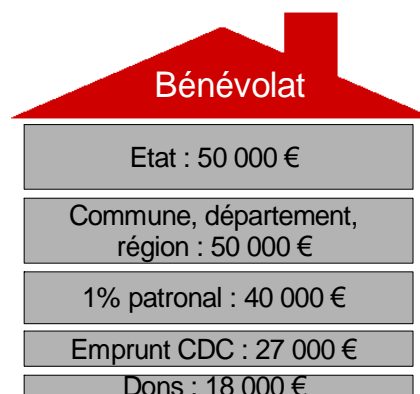 Bénévolat
Etat : 50 000 €
Commune, département,
région : 50 000 €
1% patronal : 40 000 €
Emprunt CDC : 27 000 €
Dons : 18 000 €